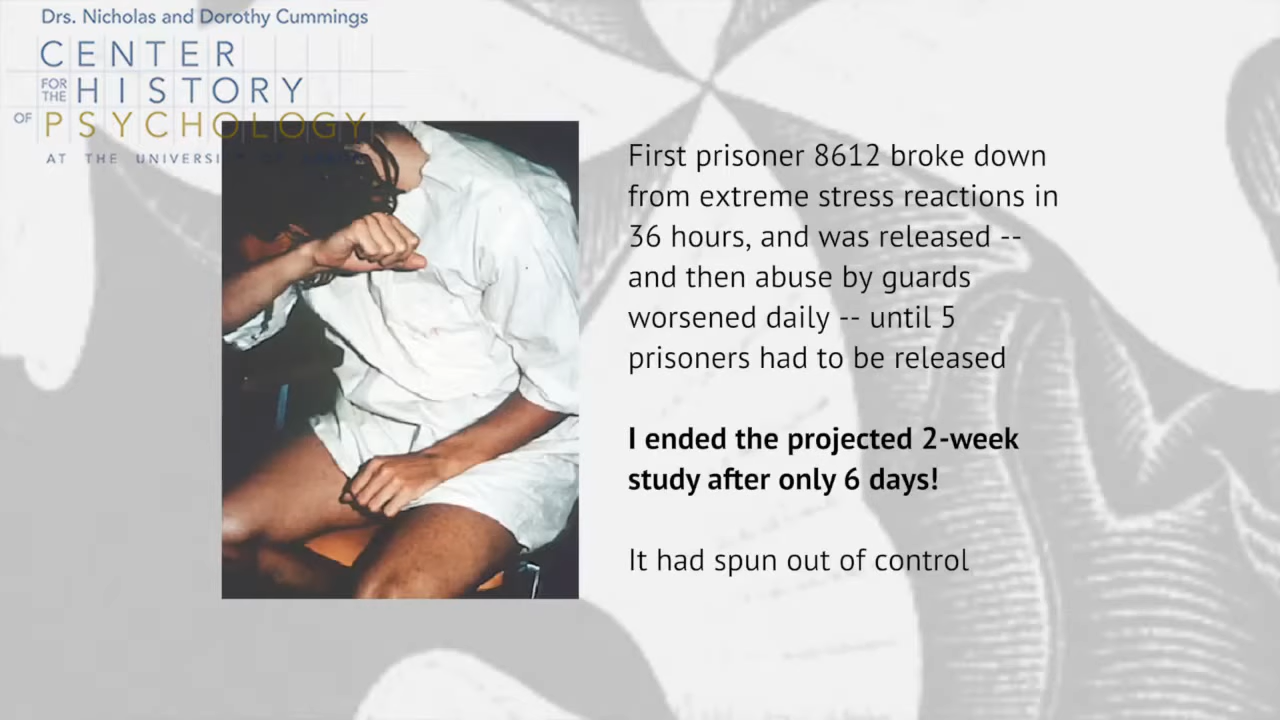 Drs. Nicholas and Dorothy Cummings
CENTER
FOR THE HISTORY
OF PSYCHOLOGY
AT THE UNIVERSITY OF
First prisoner 8612 broke down
from extreme stress reactions in
36 hours, and was released --
and then abuse by guards
worsened daily -- until 5
prisoners had to be released
I ended the projected 2-week
study after only 6 days!
It had spun out of control